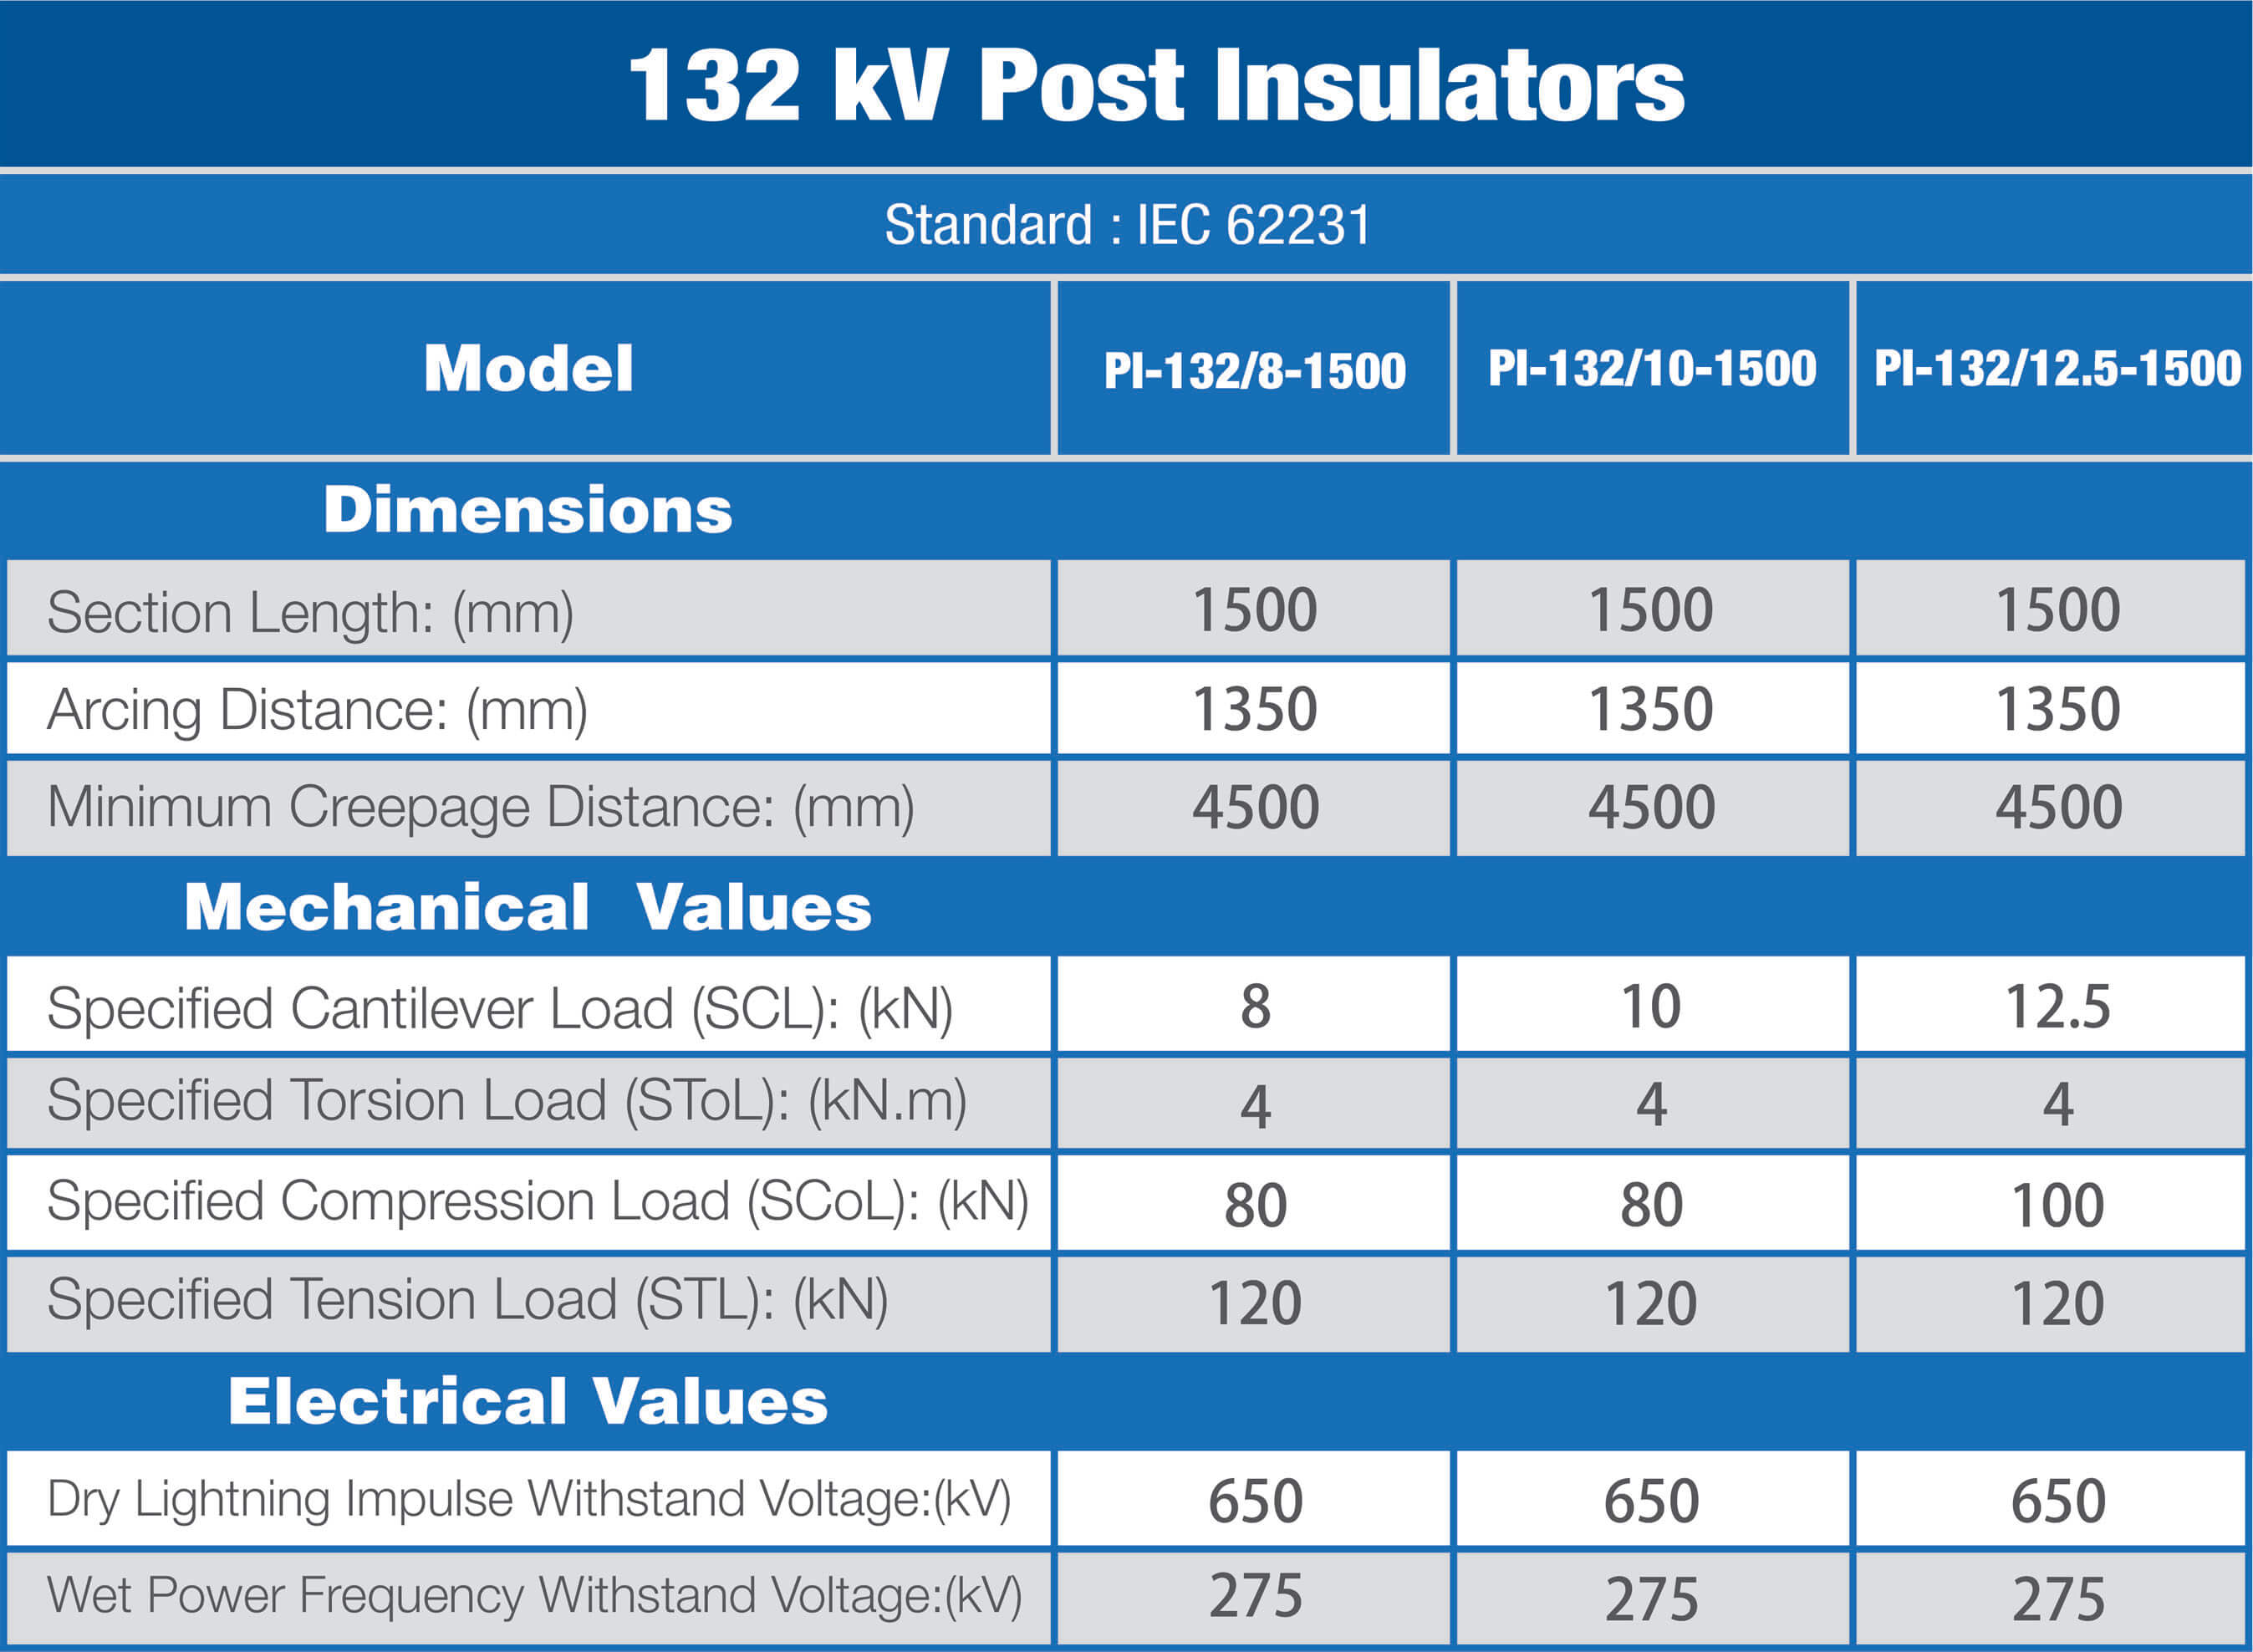 132 kV Post Insulators
Standard : IEC 62231
Model PI-132/8-1500 PI-132/10-1500 PI-132/12.5-1500
Dimensions
Section Length: (mm) 1500 1500 1500
Arcing Distance: (mm) 1350 1350 1350
Minimum Creepage Distance: (mm) 4500 4500 4500
Mechanical Values
Specified Cantilever Load (SCL): (kN) 8 10 12.5
Specified Torsion Load (SToL): (kN.m) 4 4 4
Specified Compression Load (SCoL): (kN) 80 80 100
Specified Tension Load (STL): (kN) 120 120 120
Electrical Values
Dry Lightning Impulse Withstand Voltage:(kV) 650 650 650
Wet Power Frequency Withstand Voltage:(kV) 275 275 275